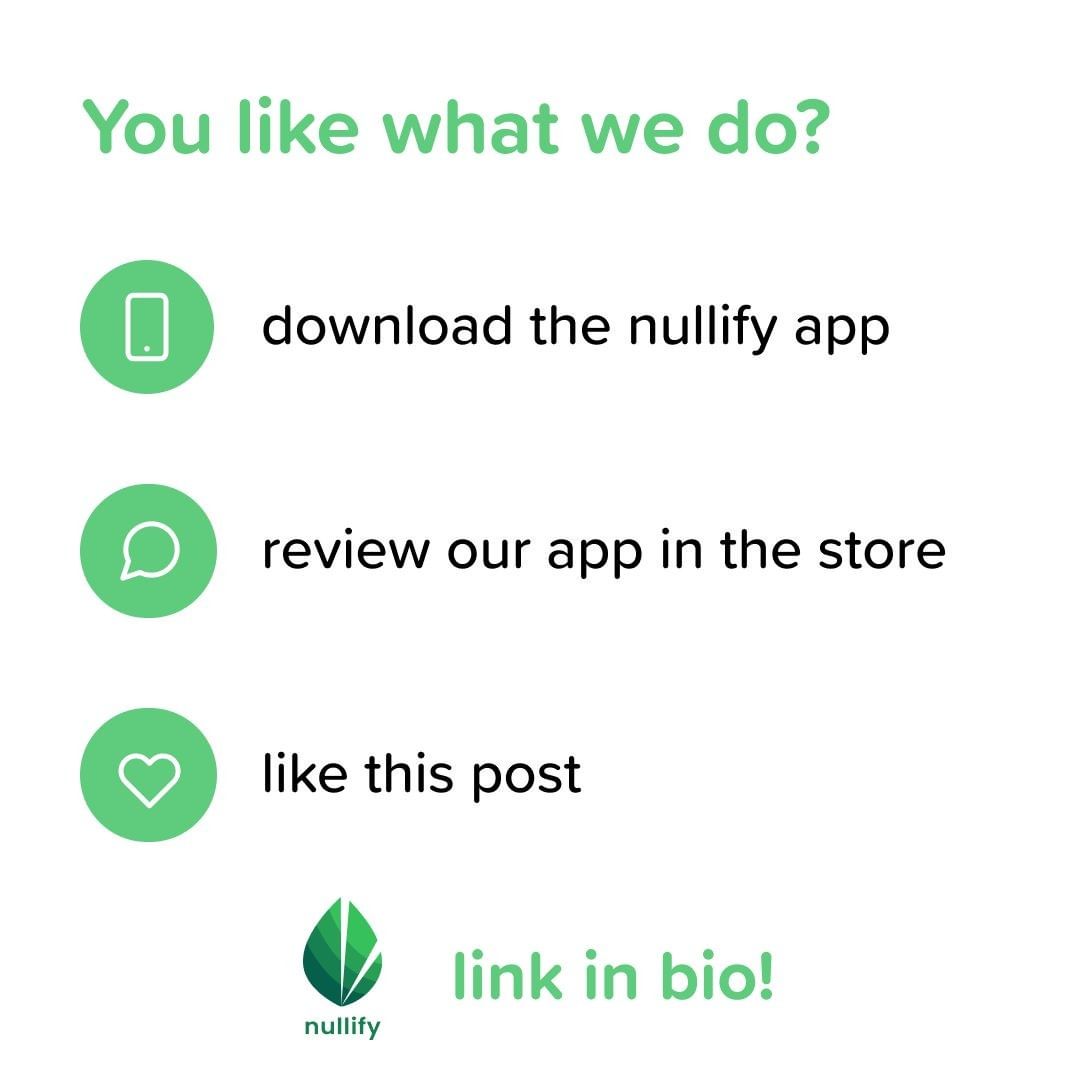 You like what we do?
download the nullify app
review our app in the store
like this post
link in bio!
nullify